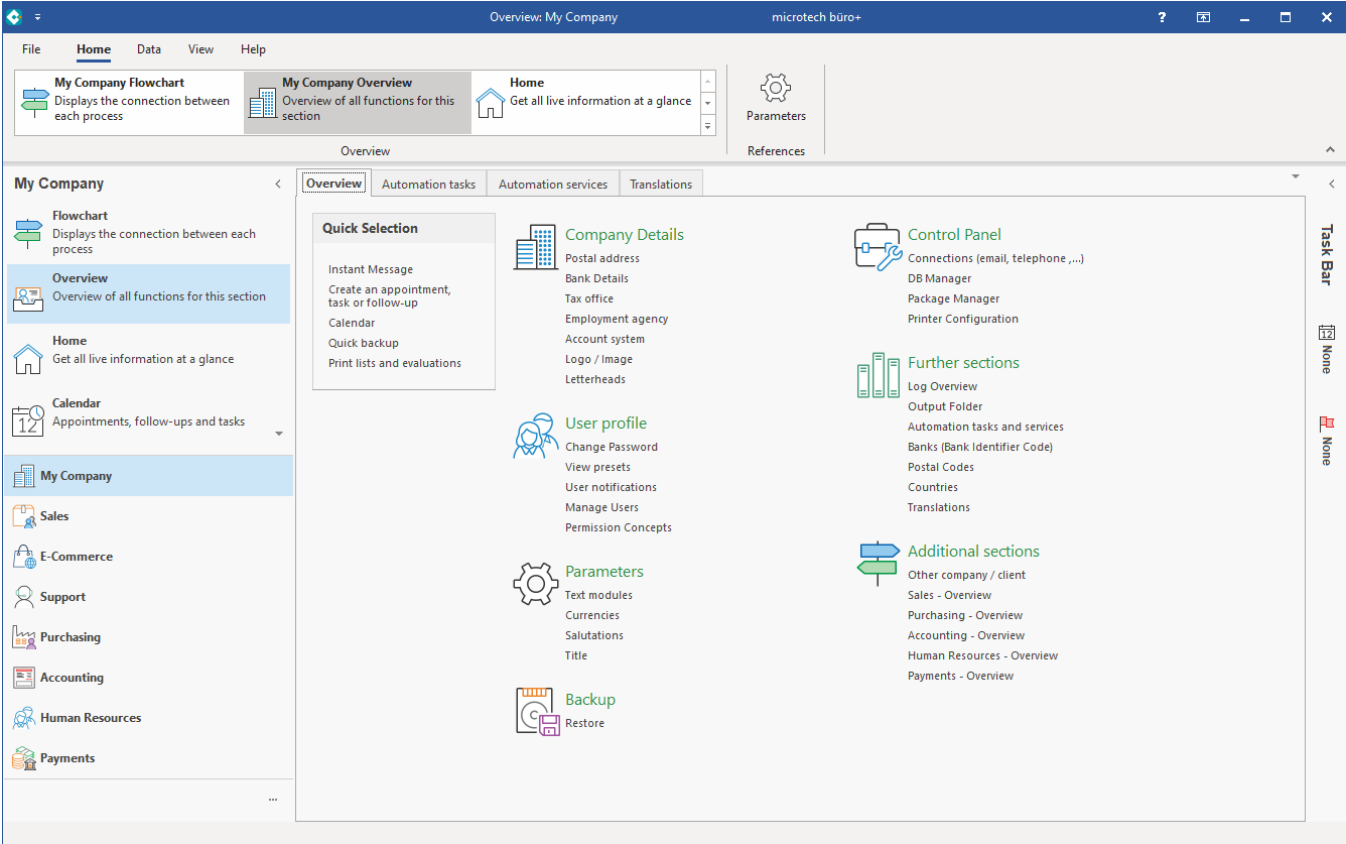 Overview: My Company
microtech büro+
?
File
Home
Data
View
Help
My Company Flowchart
Displays the connection between
each process
My Company Overview
Overview of all functions for this
section
Home
Get all live information at a glance
Overview
Parameters
References
My Company
Flowchart
Displays the connection between each
process
Overview
Overview of all functions for this section
Home
Get all live information at a glance
Calendar
12
Appointments, follow-ups and tasks
My Company
Sales
E-Commerce
Support
Purchasing
Accounting
Human Resources
Payments
...
Overview
Automation tasks
Automation services
Translations
Quick Selection
Instant Message
Create an appointment,
task or follow-up
Calendar
Quick backup
Print lists and evaluations
Company Details
Postal address
Bank Details
Tax office
Employment agency
Account system
Logo / Image
Letterheads
User profile
Change Password
View presets
User notifications
Manage Users
Permission Concepts
Parameters
Text modules
Currencies
Salutations
Title
Backup
Restore
Control Panel
Connections (email, telephone ,...)
DB Manager
Package Manager
Printer Configuration
Further sections
Log Overview
Output Folder
Automation tasks and services
Banks (Bank Identifier Code)
Postal Codes
Countries
Translations
Additional sections
Other company / client
Sales - Overview
Purchasing - Overview
Accounting - Overview
Human Resources - Overview
Payments - Overview
Task Bar
12
None
None